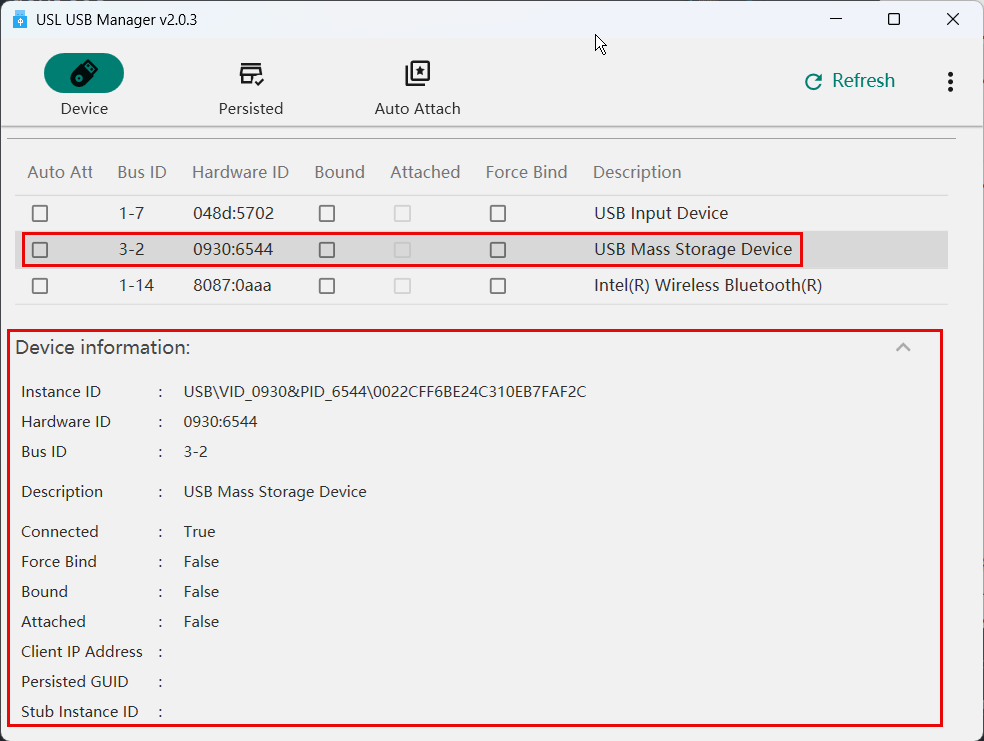 USL USB Manager v2.0.3
Device Persisted Auto Attach Refresh
Auto Att Bus ID Hardware ID Bound Attached Force Bind Description
1-7 048d:5702 USB Input Device
3-2 0930:6544 USB Mass Storage Device
1-14 8087:0aaa Intel(R) Wireless Bluetooth(R)
Device information:
Instance ID : USB\VID_0930&PID_6544\0022CFF6BE24C310EB7FAF2C
Hardware ID : 0930:6544
Bus ID : 3-2
Description : USB Mass Storage Device
Connected : True
Force Bind : False
Bound : False
Attached : False
Client IP Address :
Persisted GUID :
Stub Instance ID :